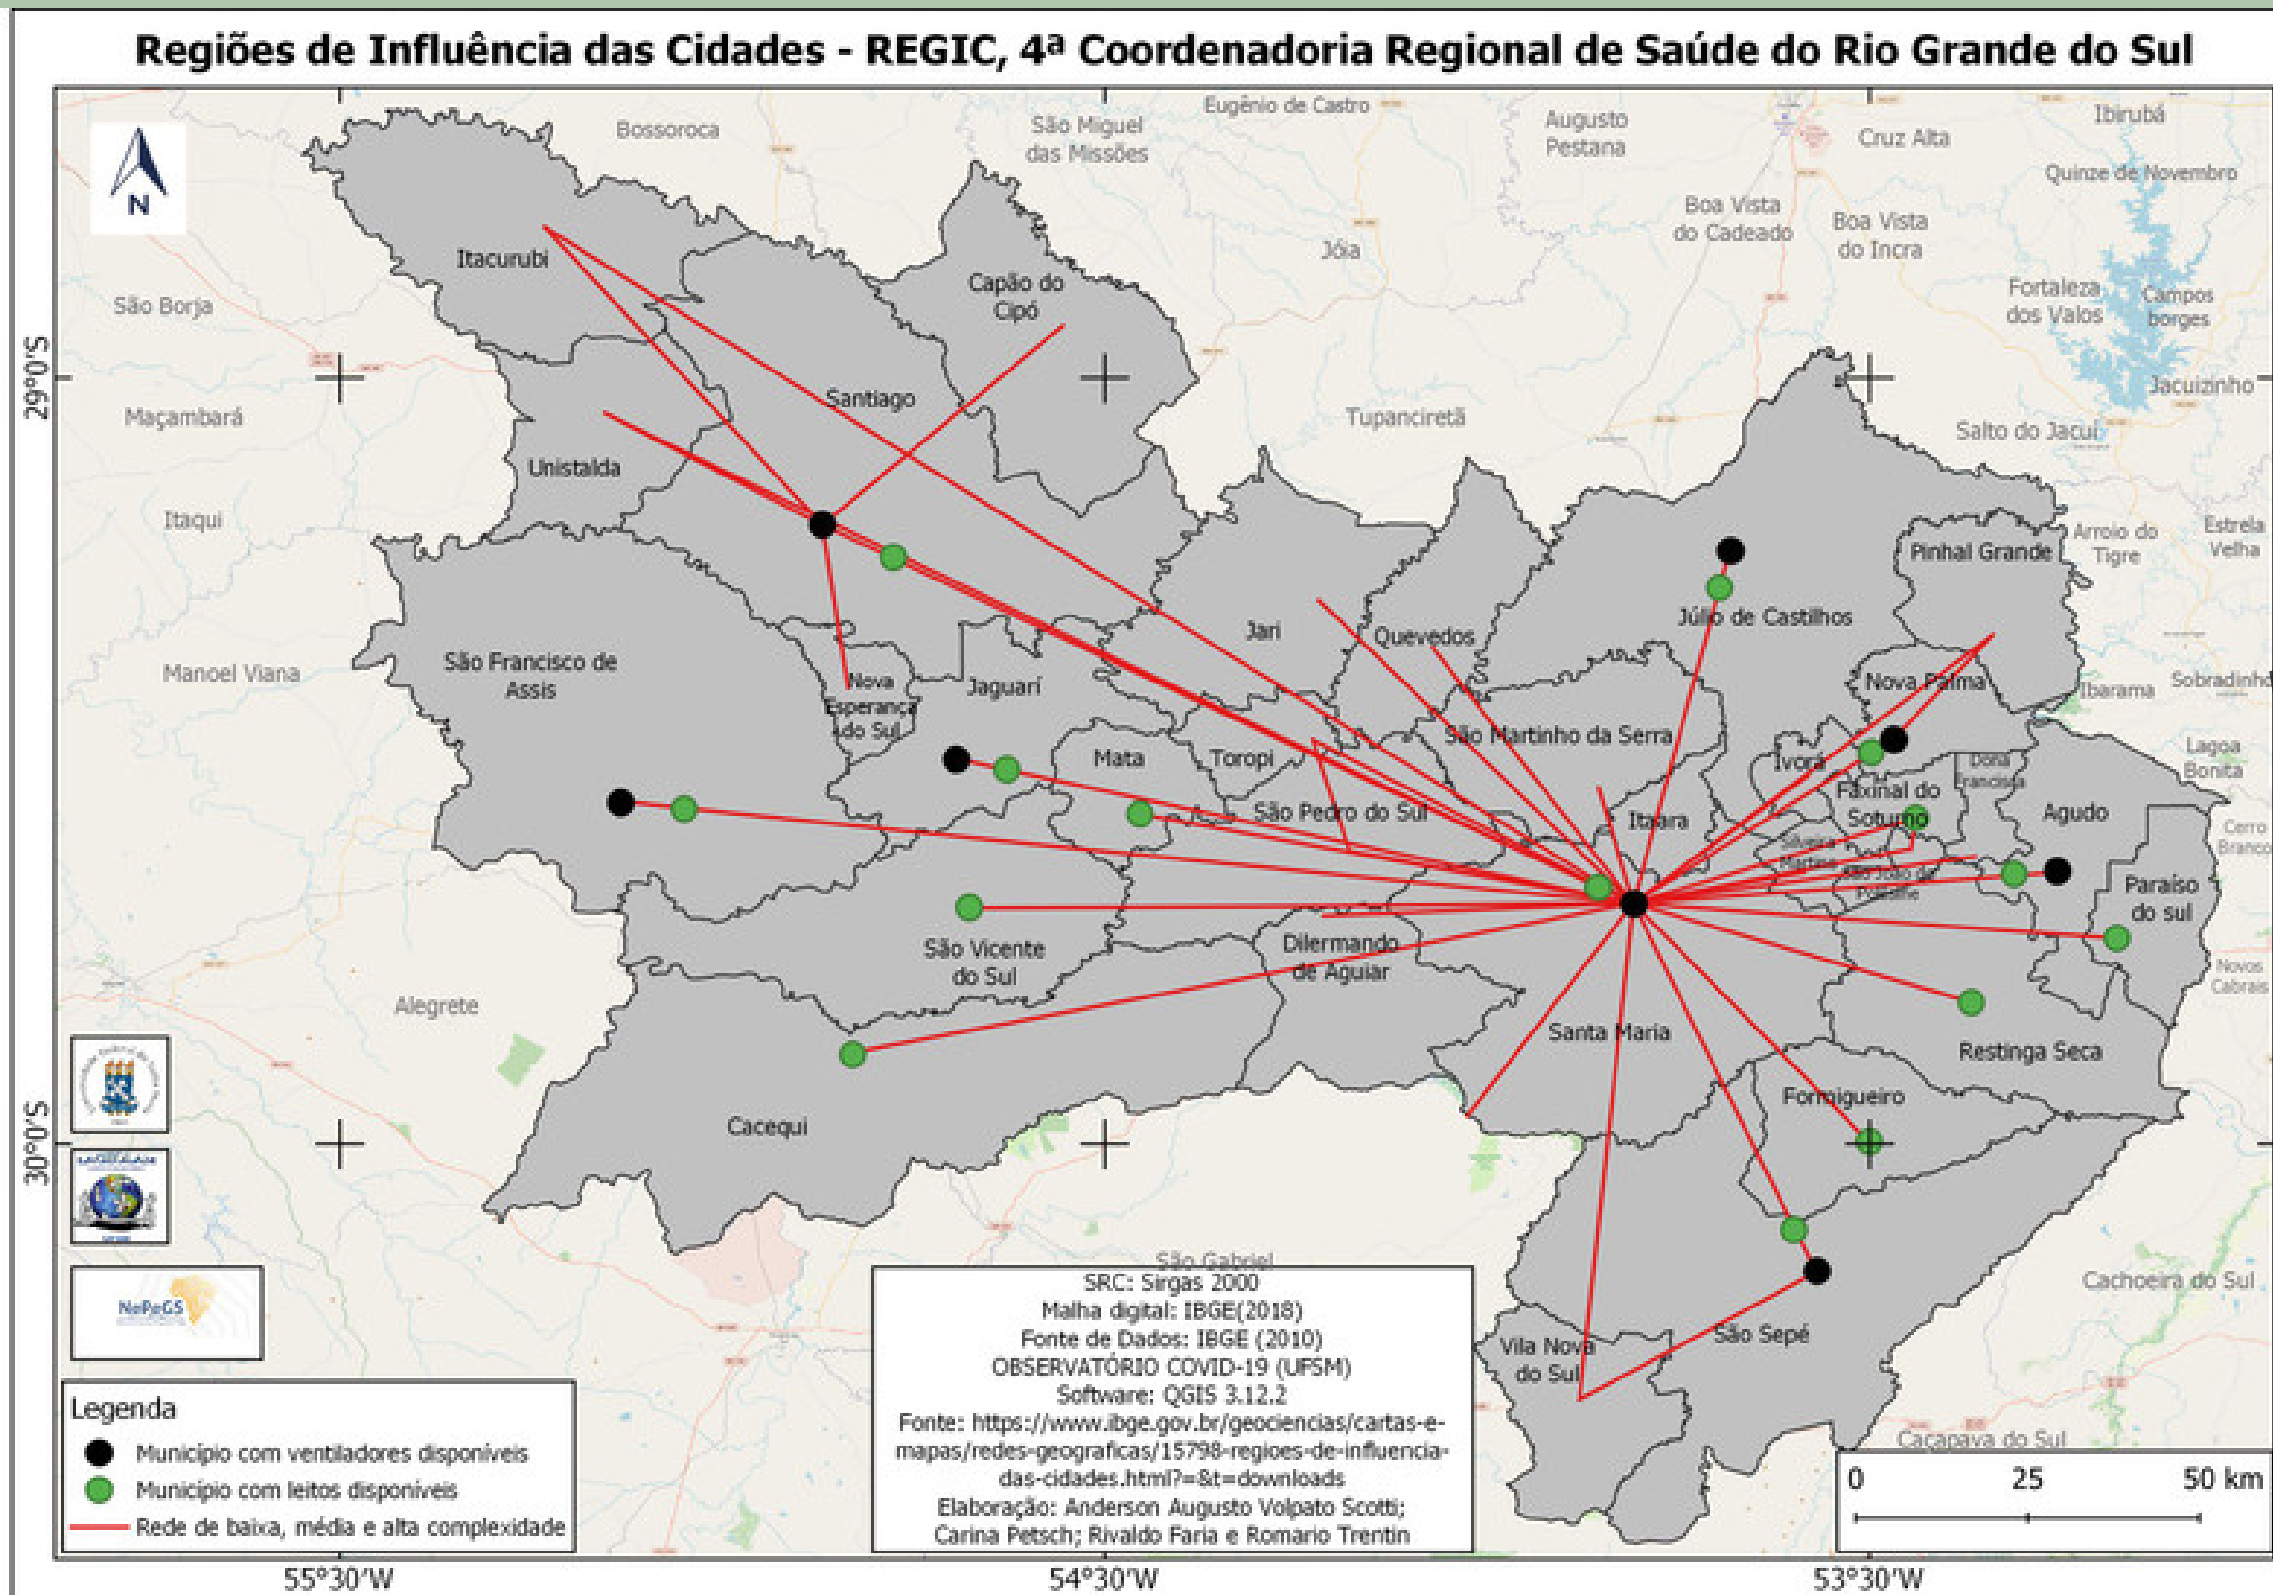 Regiões de Influência das Cidades - REGIC, 4ª Coordenadoria Regional de Saúde do Rio Grande do Sul
N
Bossoroca
São Miguel
das Missões
Eugênio de Castro
Augusto
Pestana
Cruz Alta
Ibirubá
Quinze de Novembro
Boa Vista
do Cadeado
Boa Vista
do Incra
Jóia
Fortaleza
dos Valos
Campos
borges
Jacuizinho
Salto do Jacuí
Tupanciretã
São Borja
Maçambará
Itaqui
Manoel Viana
Alegrete
Arroio do
Tigre
Estrela
Velha
Ibarama
Sobradinho
Lagoa
Bonita
Cerro
Branco
Novos
Cabrais
Cachoeira do Sul
Caçapava do Sul
São Gabriel
Itacurubi
Capão do
Cipó
Santiago
Unistalda
São Francisco de
Assis
Nova
Esperança
do Sul
Jaguari
Jari
Quevedos
Júlio de Castilhos
Pinhal Grande
Nova Palma
São Martinho da Serra
Mata
Toropi
São Pedro do Sul
Itaara
Ivorá
Dona
Francisca
Faxinal do
Soturno
Agudo
Silveira
Martins
São João do
Polêsine
Paraíso
do sul
São Vicente
do Sul
Dilermando
de Aguiar
Santa Maria
Restinga Seca
Formigueiro
Cacequi
Vila Nova
do Sul
São Sepé
29°0'S
30°0'S
55°30'W
54°30'W
53°30'W
NePeGS
Legenda
Município com ventiladores disponíveis
Município com leitos disponíveis
Rede de baixa, média e alta complexidade
SRC: Sirgas 2000
Malha digital: IBGE(2018)
Fonte de Dados: IBGE (2010)
OBSERVATÓRIO COVID-19 (UFSM)
Software: QGIS 3.12.2
Fonte: https://www.ibge.gov.br/geociencias/cartas-e-
mapas/redes-geograficas/15798-regioes-de-influencia-
das-cidades.html?=&t=downloads
Elaboração: Anderson Augusto Volpato Scotti;
Carina Petsch; Rivaldo Faria e Romario Trentin
0 25 50 km